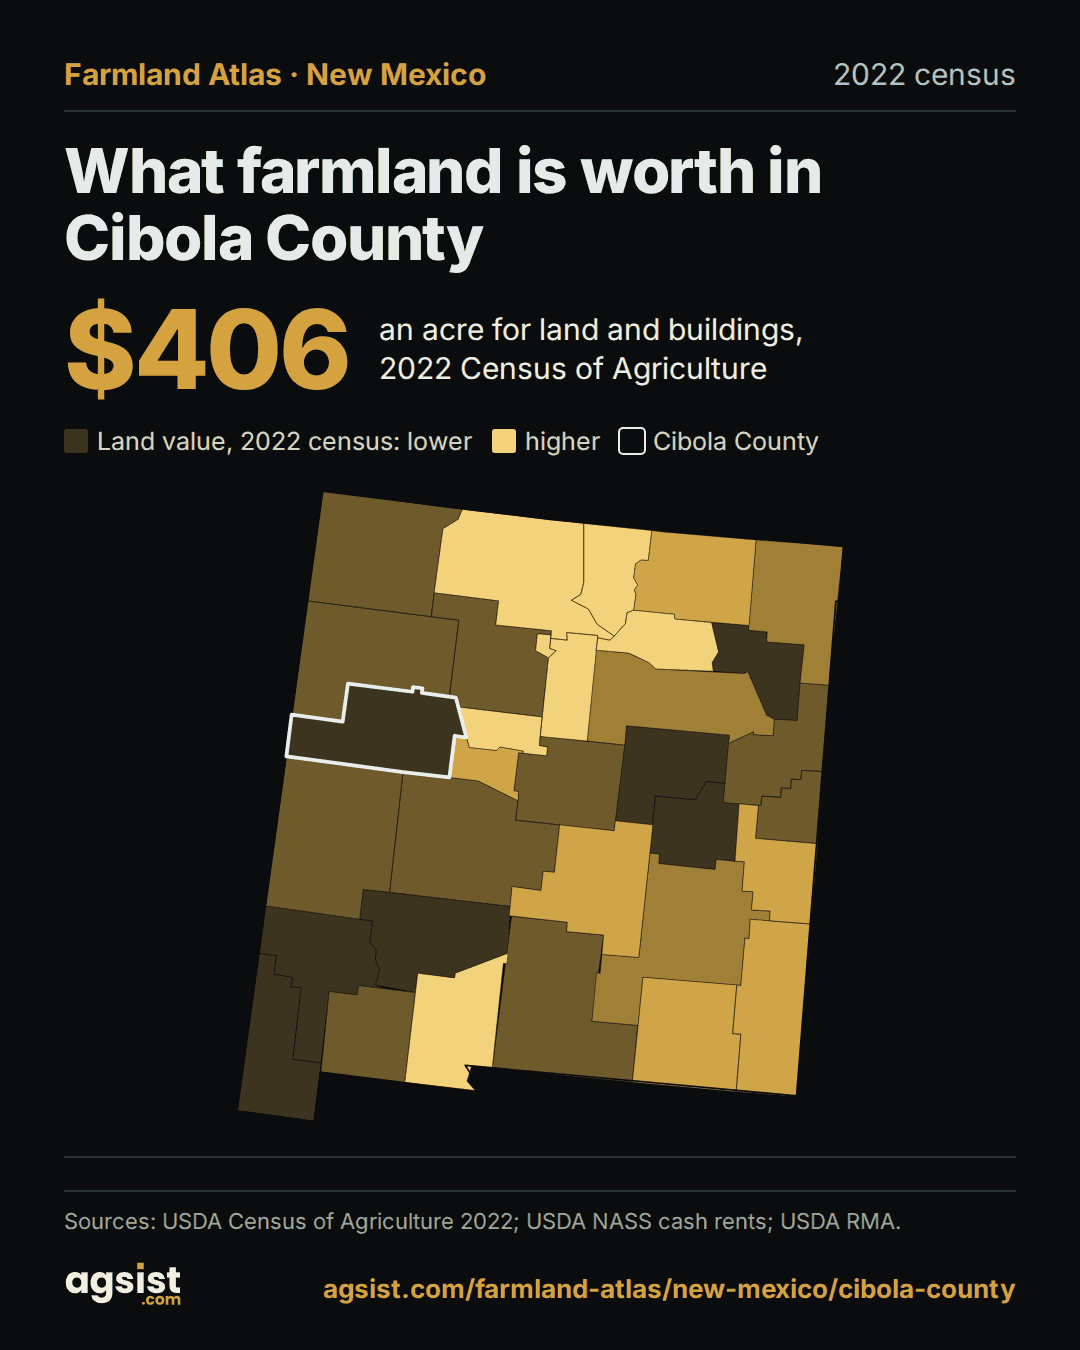 Farmland Atlas · New Mexico
2022 census
What farmland is worth in
Cibola County
$406
an acre for land and buildings,
2022 Census of Agriculture
Land value, 2022 census: lower
higher
Cibola County
Sources: USDA Census of Agriculture 2022; USDA NASS cash rents; USDA RMA.
agsist
.com
agsist.com/farmland-atlas/new-mexico/cibola-county